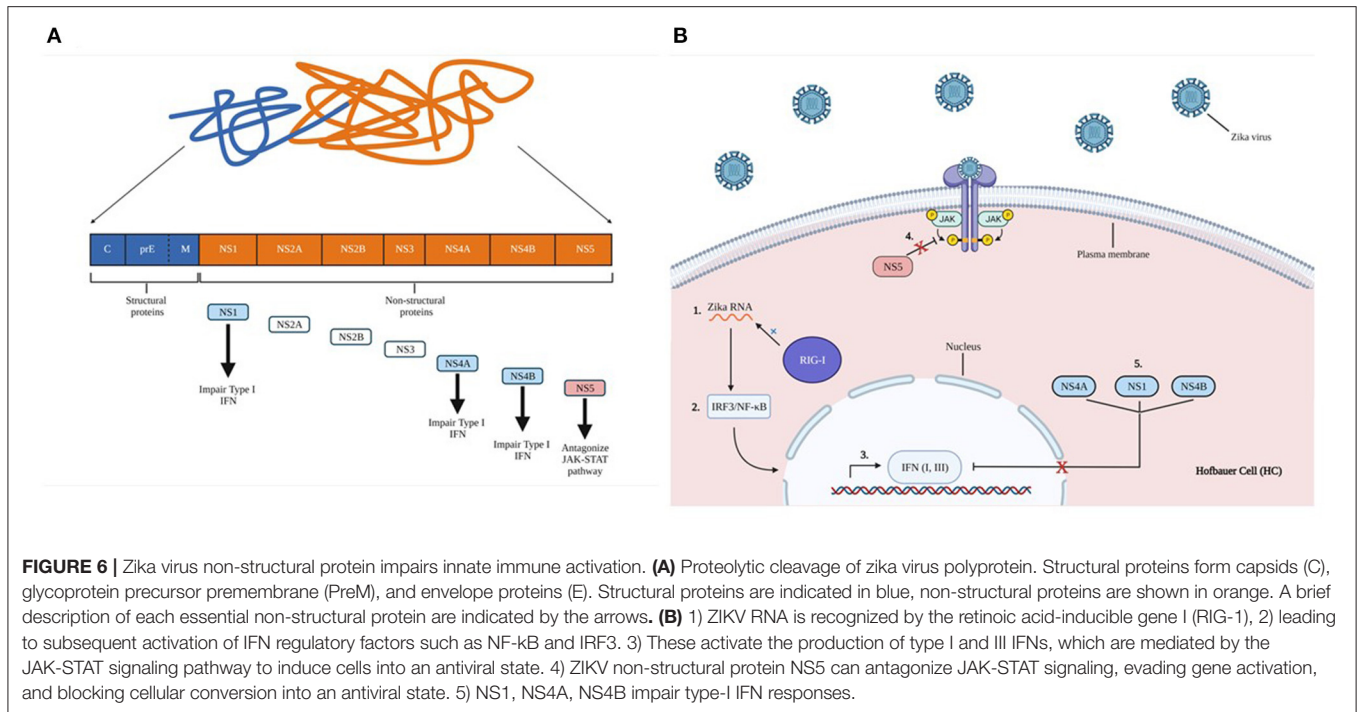 A
C prE M NS1 NS2A NS2B NS3 NS4A NS4B NS5
Structural
proteins
Non-structural
proteins
NS1
NS2A
NS2B
NS3
NS4A
NS4B
NS5
Impair Type I
IFN
Impair Type I
IFN
Impair Type I
IFN
Antagonize
JAK-STAT
pathway
B
Zika virus
P JAK JAK P
P P
4.
NS5
Plasma membrane
1. Zika RNA
×
RIG-I
2. IRF3/NF-κB
Nucleus
3.
IFN (I, III)
5.
NS4A NS1 NS4B
X
Hofbauer Cell (HC)
FIGURE 6 | Zika virus non-structural protein impairs innate immune activation. (A) Proteolytic cleavage of zika virus polyprotein. Structural proteins form capsids (C),
glycoprotein precursor premembrane (PreM), and envelope proteins (E). Structural proteins are indicated in blue, non-structural proteins are shown in orange. A brief
description of each essential non-structural protein are indicated by the arrows. (B) 1) ZIKV RNA is recognized by the retinoic acid-inducible gene I (RIG-1), 2) leading
to subsequent activation of IFN regulatory factors such as NF-kB and IRF3. 3) These activate the production of type I and III IFNs, which are mediated by the
JAK-STAT signaling pathway to induce cells into an antiviral state. 4) ZIKV non-structural protein NS5 can antagonize JAK-STAT signaling, evading gene activation,
and blocking cellular conversion into an antiviral state. 5) NS1, NS4A, NS4B impair type-I IFN responses.